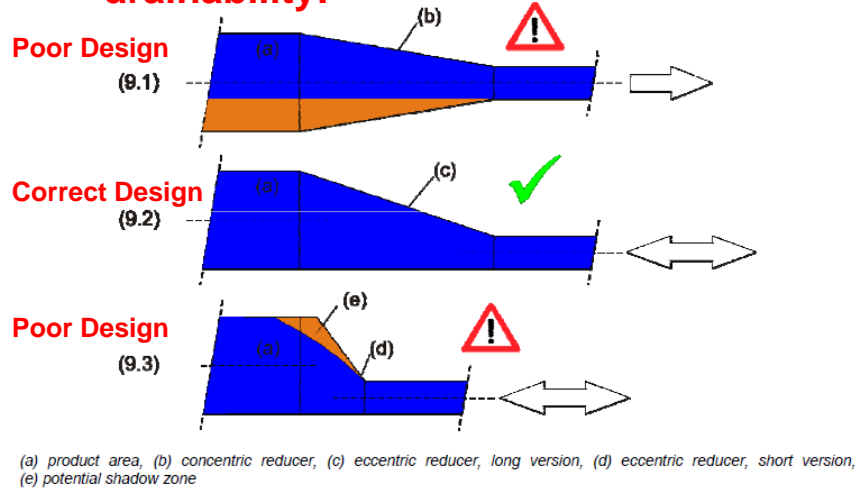 drainability:
(b)
Poor Design
(a)
(9.1)
Correct Design
(a)
(c)
(9.2)
(e)
Poor Design
(a)
(d)
(9.3)
(a) product area, (b) concentric reducer, (c) eccentric reducer, long version, (d) eccentric reducer, short version,
(e) potential shadow zone